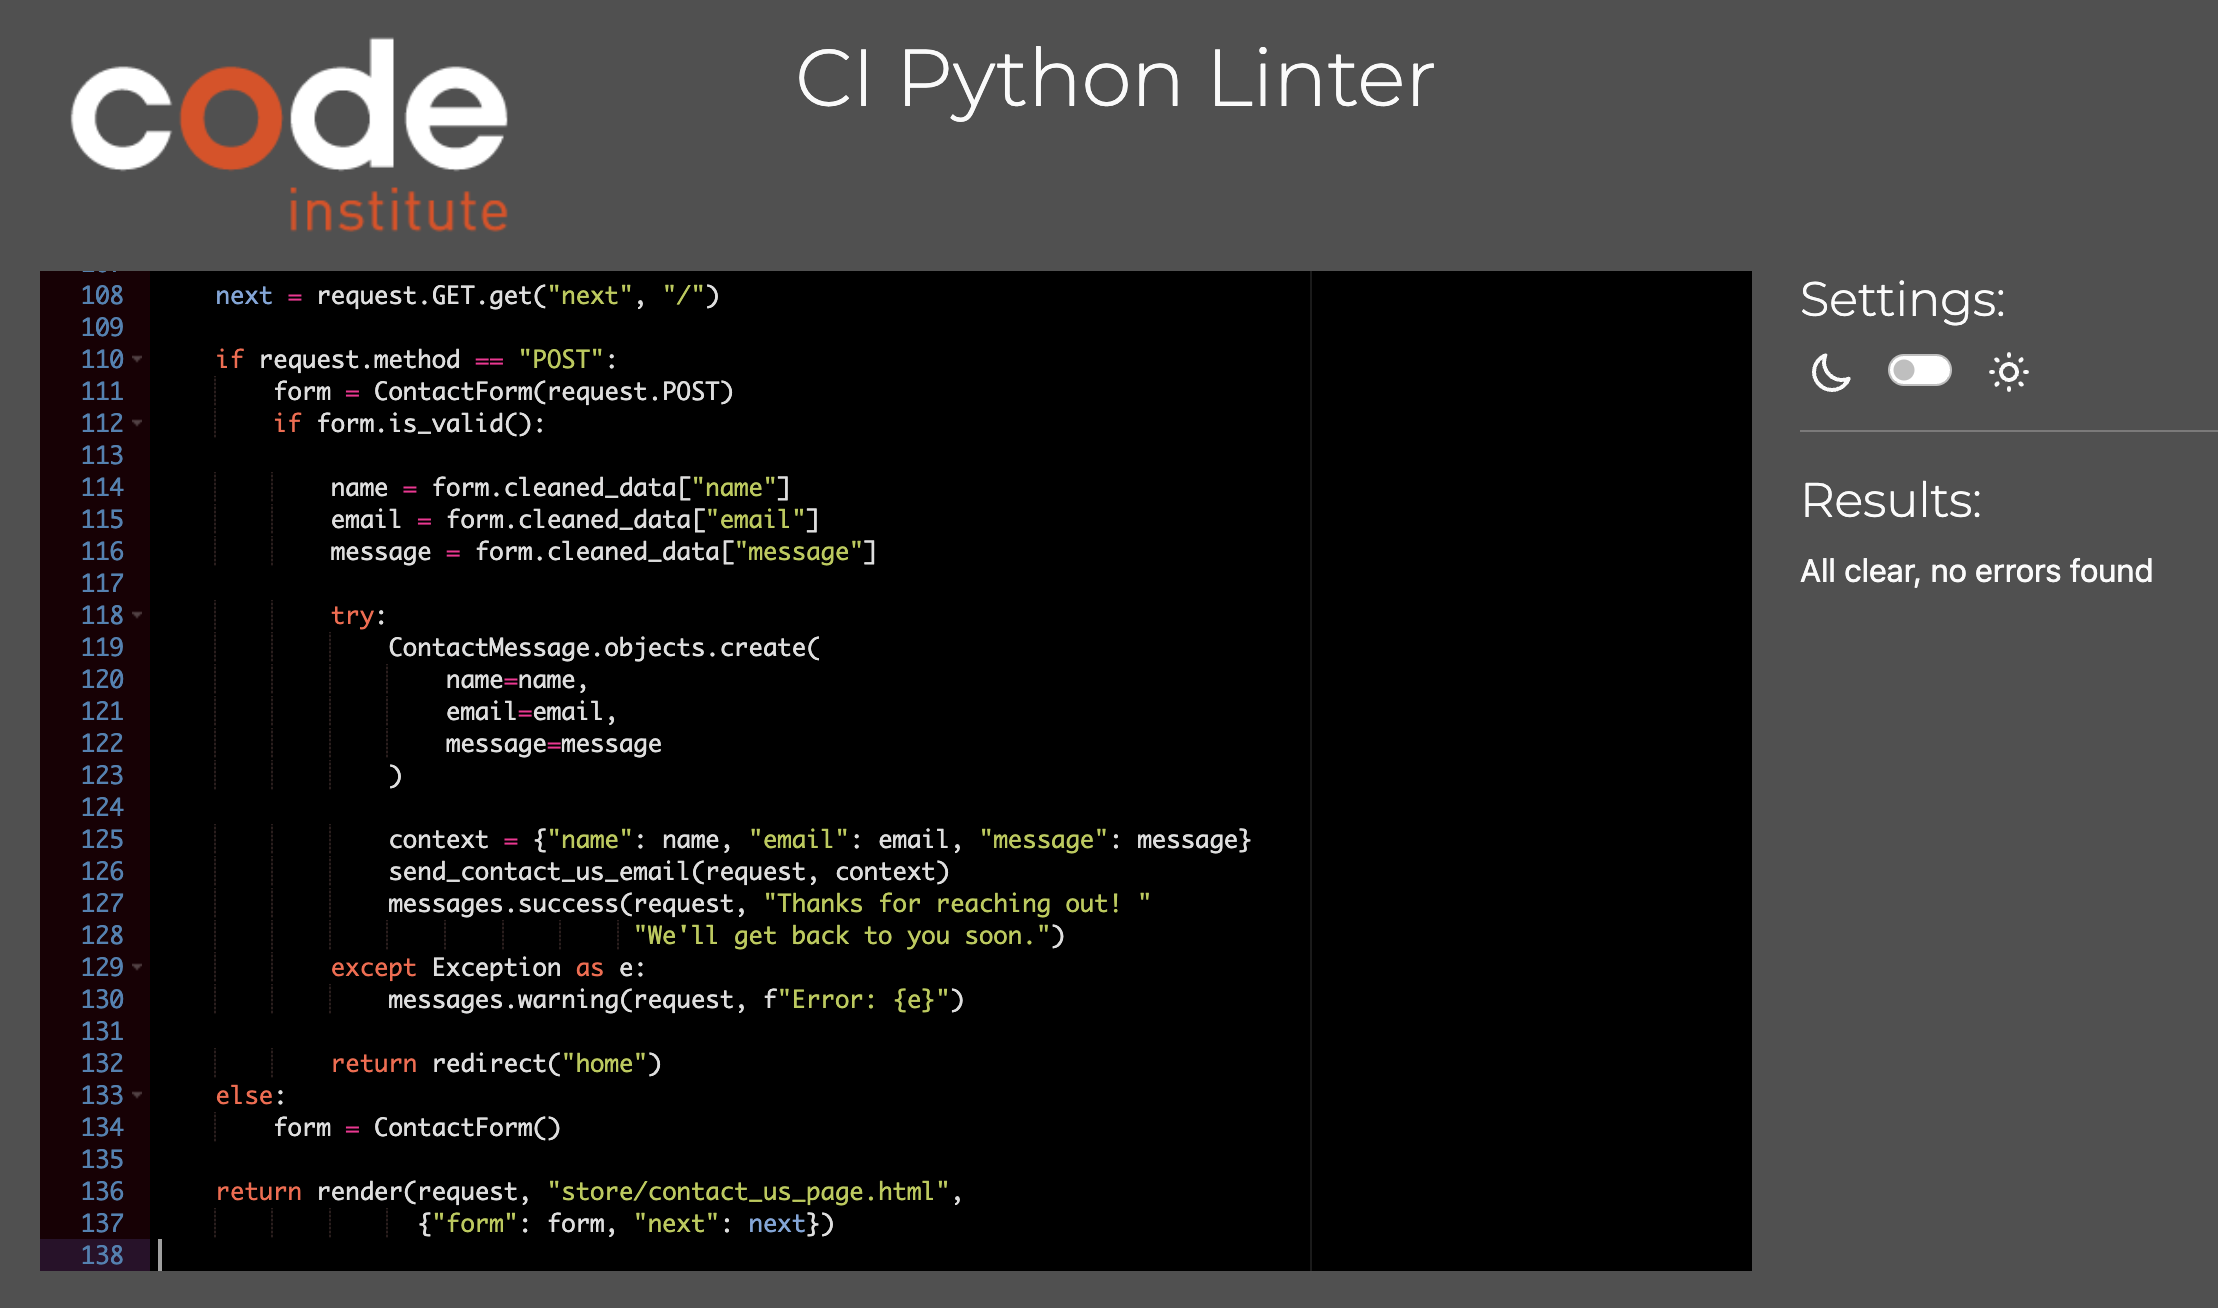 code
institute
CI Python Linter
108     next = request.GET.get("next", "/")
109
110     if request.method == "POST":
111         form = ContactForm(request.POST)
112         if form.is_valid():
113
114             name = form.cleaned_data["name"]
115             email = form.cleaned_data["email"]
116             message = form.cleaned_data["message"]
117
118             try:
119                 ContactMessage.objects.create(
120                     name=name,
121                     email=email,
122                     message=message
123                 )
124
125                 context = {"name": name, "email": email, "message": message}
126                 send_contact_us_email(request, context)
127                 messages.success(request, "Thanks for reaching out! "
128                                  "We'll get back to you soon.")
129             except Exception as e:
130                 messages.warning(request, f"Error: {e}")
131
132             return redirect("home")
133     else:
134         form = ContactForm()
135
136     return render(request, "store/contact_us_page.html",
137                   {"form": form, "next": next})
138
Settings:
Results:
All clear, no errors found